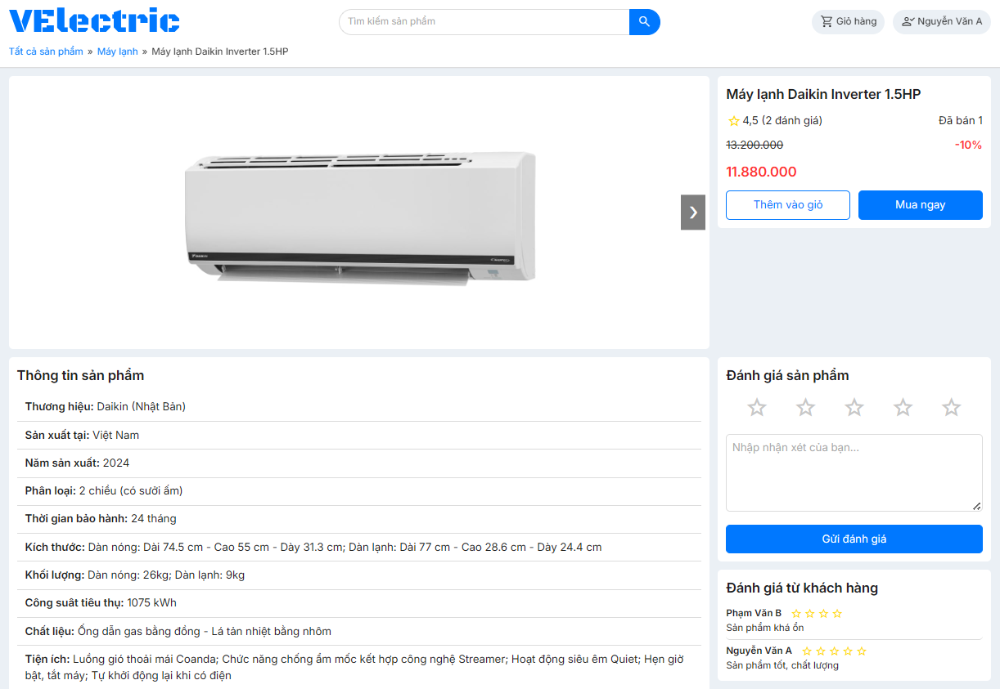 VElectric
Tìm kiếm sản phẩm
Giỏ hàng
Nguyễn Văn A
Tất cả sản phẩm » Máy lạnh » Máy lạnh Daikin Inverter 1.5HP
Máy lạnh Daikin Inverter 1.5HP
4,5 (2 đánh giá)
Đã bán 1
13.200.000
-10%
11.880.000
Thêm vào giỏ
Mua ngay
Thông tin sản phẩm
Thương hiệu: Daikin (Nhật Bản)
Sản xuất tại: Việt Nam
Năm sản xuất: 2024
Phân loại: 2 chiều (có sưởi ấm)
Thời gian bảo hành: 24 tháng
Kích thước: Dàn nóng: Dài 74.5 cm - Cao 55 cm - Dày 31.3 cm; Dàn lạnh: Dài 77 cm - Cao 28.6 cm - Dày 24.4 cm
Khối lượng: Dàn nóng: 26kg; Dàn lạnh: 9kg
Công suât tiêu thụ: 1075 kWh
Chất liệu: Ống dẫn gas bằng đồng - Lá tản nhiệt bằng nhôm
Tiện ích: Luồng gió thoải mái Coanda; Chức năng chống ẩm mốc kết hợp công nghệ Streamer; Hoạt động siêu êm Quiet; Hẹn giờ
bật, tắt máy; Tự khởi động lại khi có điện
Đánh giá sản phẩm
Nhập nhận xét của bạn...
Gửi đánh giá
Đánh giá từ khách hàng
Phạm Văn B
Sản phẩm khá ổn
Nguyễn Văn A
Sản phẩm tốt, chất lượng